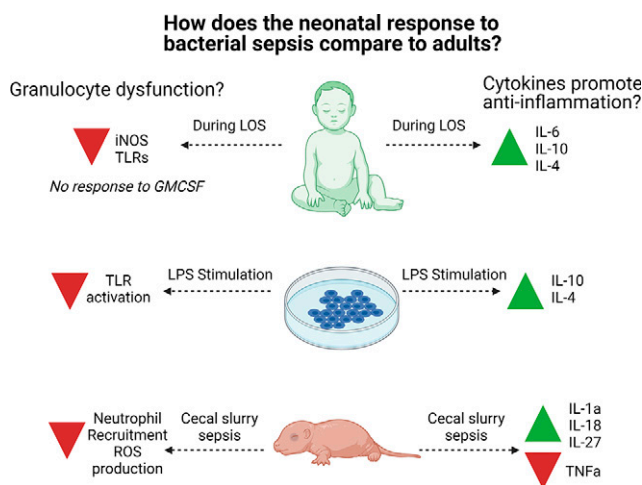 How does the neonatal response to
bacterial sepsis compare to adults?
Granulocyte dysfunction?
Cytokines promote
anti-inflammation?
iNOS
TLRs
No response to GMCSF
During LOS
During LOS
IL-6
IL-10
IL-4
TLR
activation
LPS Stimulation
LPS Stimulation
IL-10
IL-4
Neutrophil
Recruitment
ROS
production
Cecal slurry
sepsis
Cecal slurry
sepsis
IL-1a
IL-18
IL-27
TNFa